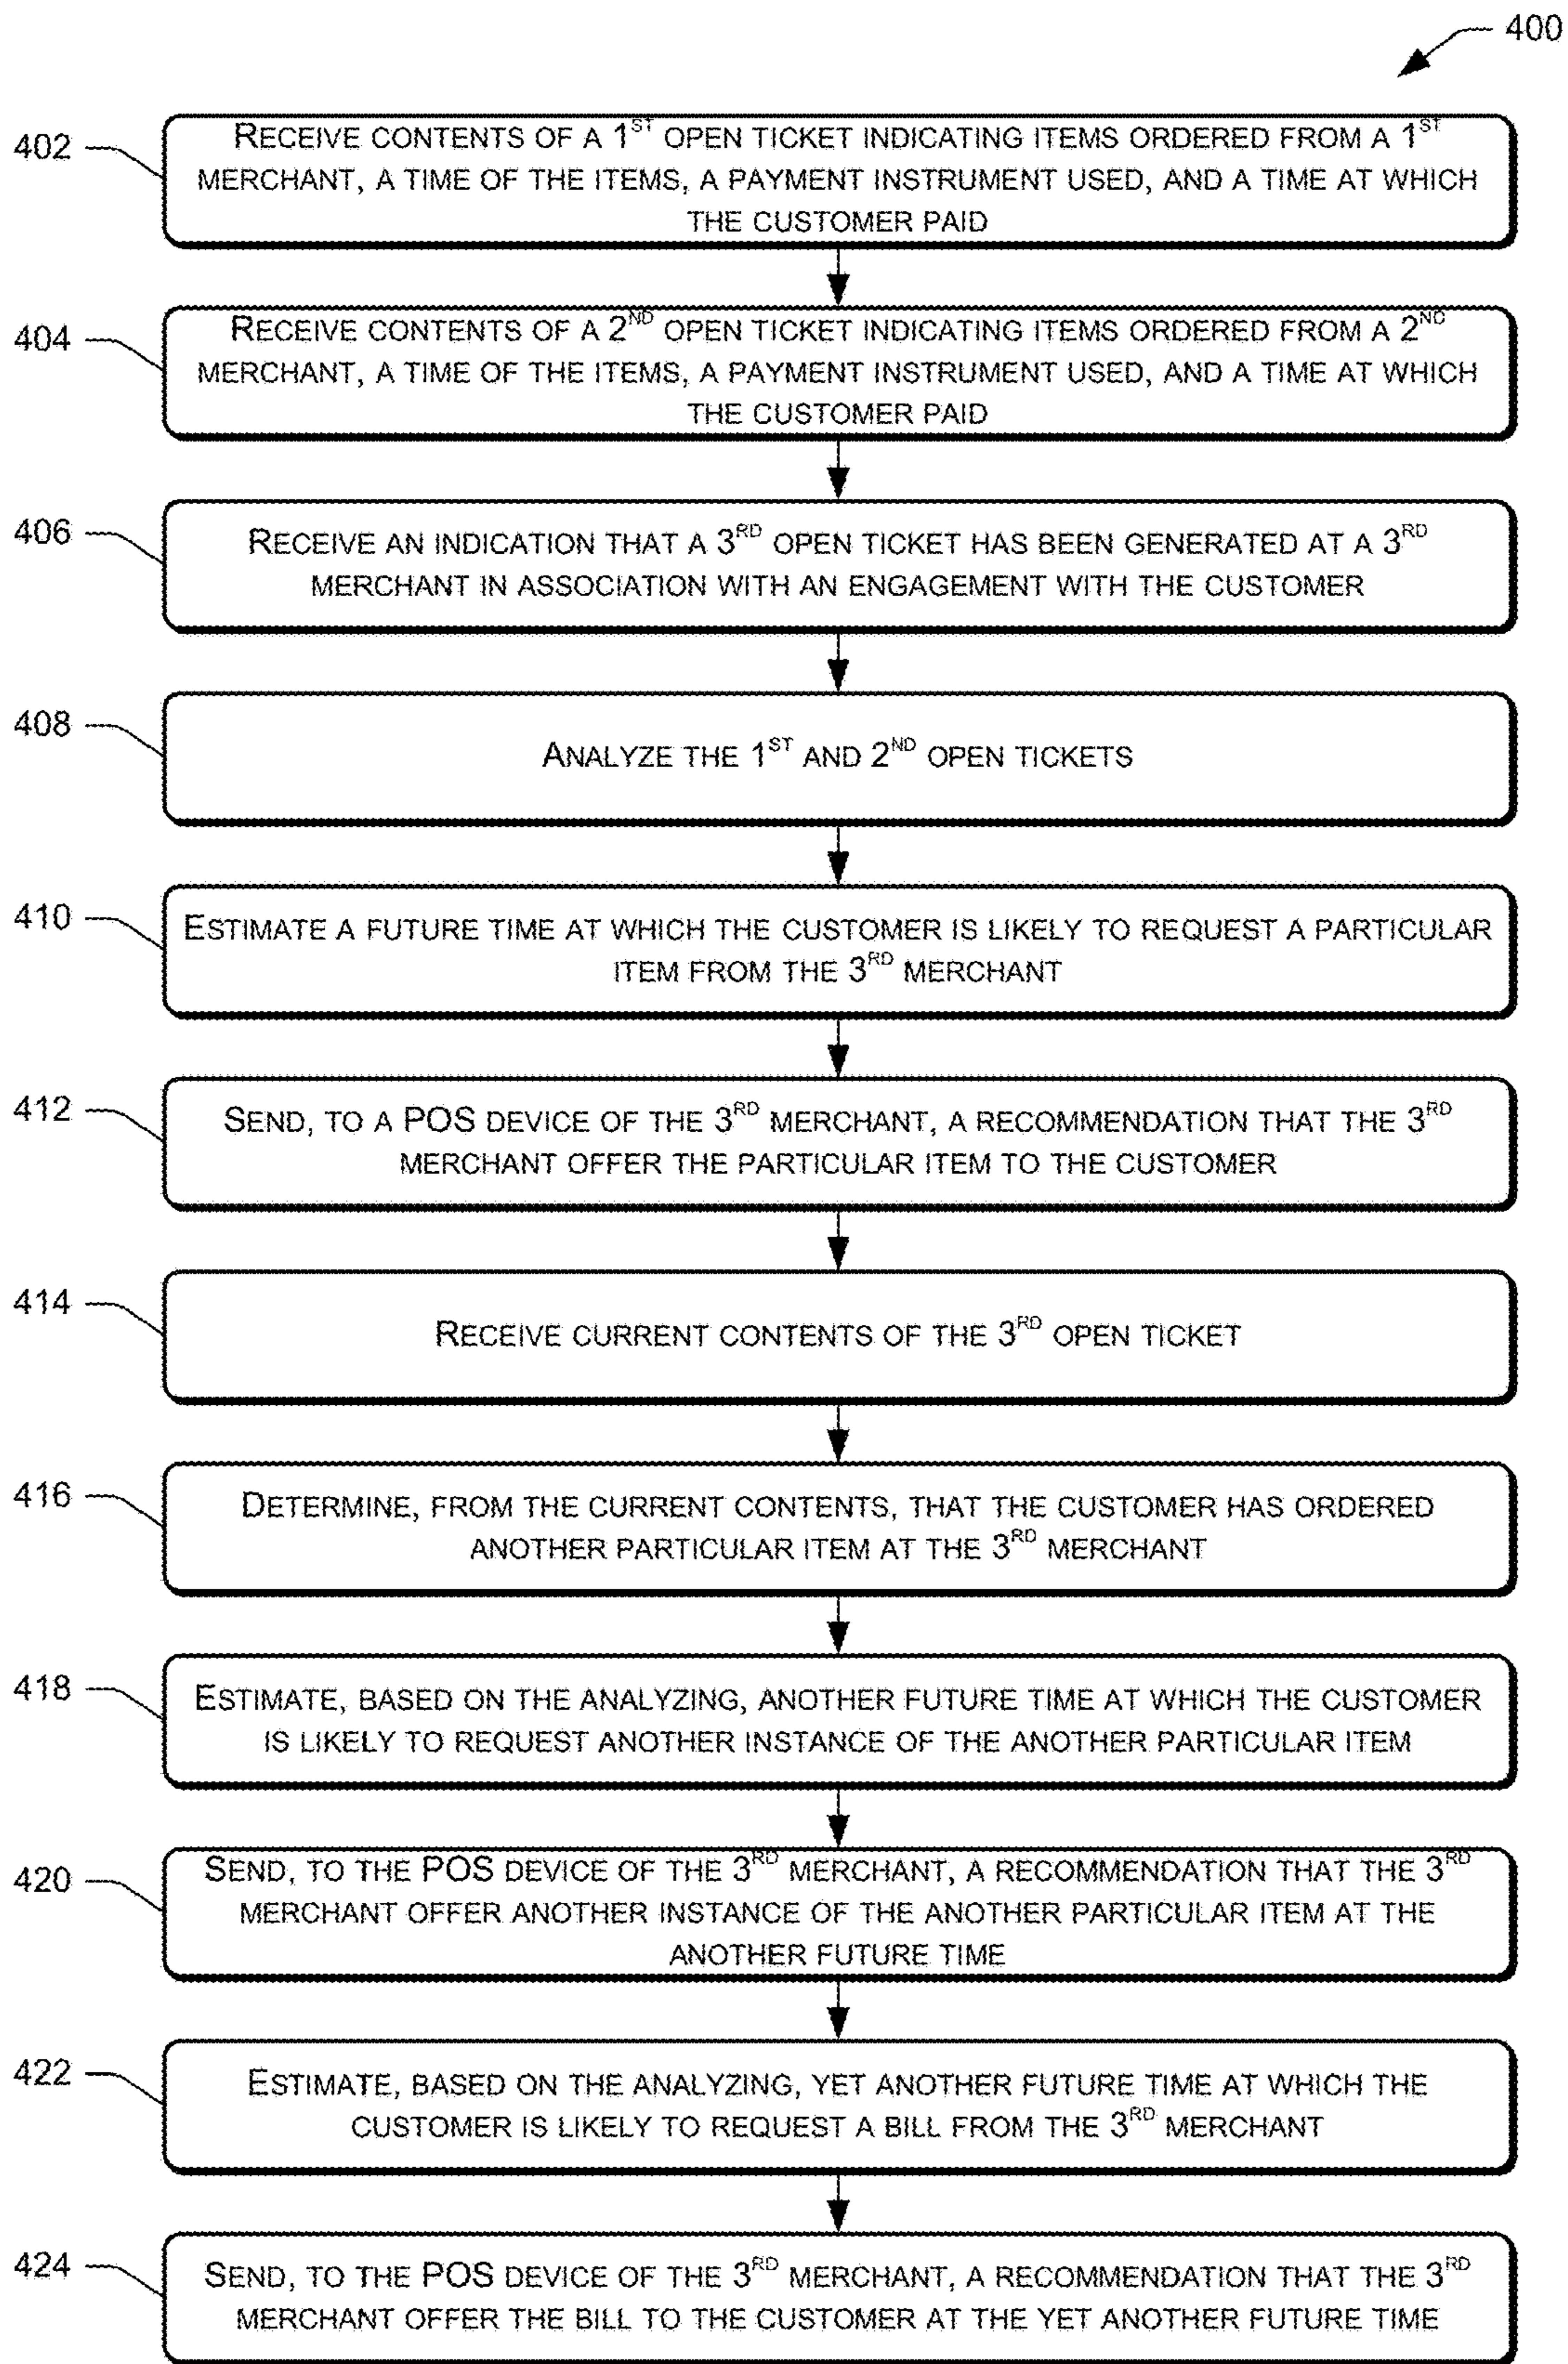 400
402
RECEIVE CONTENTS OF A 1ST OPEN TICKET INDICATING ITEMS ORDERED FROM A 1ST
MERCHANT, A TIME OF THE ITEMS, A PAYMENT INSTRUMENT USED, AND A TIME AT WHICH
THE CUSTOMER PAID
404
RECEIVE CONTENTS OF A 2ND OPEN TICKET INDICATING ITEMS ORDERED FROM A 2ND
MERCHANT, A TIME OF THE ITEMS, A PAYMENT INSTRUMENT USED, AND A TIME AT WHICH
THE CUSTOMER PAID
406
RECEIVE AN INDICATION THAT A 3RD OPEN TICKET HAS BEEN GENERATED AT A 3RD
MERCHANT IN ASSOCIATION WITH AN ENGAGEMENT WITH THE CUSTOMER
408
ANALYZE THE 1ST AND 2ND OPEN TICKETS
410
ESTIMATE A FUTURE TIME AT WHICH THE CUSTOMER IS LIKELY TO REQUEST A PARTICULAR
ITEM FROM THE 3RD MERCHANT
412
SEND, TO A POS DEVICE OF THE 3RD MERCHANT, A RECOMMENDATION THAT THE 3RD
MERCHANT OFFER THE PARTICULAR ITEM TO THE CUSTOMER
414
RECEIVE CURRENT CONTENTS OF THE 3RD OPEN TICKET
416
DETERMINE, FROM THE CURRENT CONTENTS, THAT THE CUSTOMER HAS ORDERED
ANOTHER PARTICULAR ITEM AT THE 3RD MERCHANT
418
ESTIMATE, BASED ON THE ANALYZING, ANOTHER FUTURE TIME AT WHICH THE CUSTOMER
IS LIKELY TO REQUEST ANOTHER INSTANCE OF THE ANOTHER PARTICULAR ITEM
420
SEND, TO THE POS DEVICE OF THE 3RD MERCHANT, A RECOMMENDATION THAT THE 3RD
MERCHANT OFFER ANOTHER INSTANCE OF THE ANOTHER PARTICULAR ITEM AT THE
ANOTHER FUTURE TIME
422
ESTIMATE, BASED ON THE ANALYZING, YET ANOTHER FUTURE TIME AT WHICH THE
CUSTOMER IS LIKELY TO REQUEST A BILL FROM THE 3RD MERCHANT
424
SEND, TO THE POS DEVICE OF THE 3RD MERCHANT, A RECOMMENDATION THAT THE 3RD
MERCHANT OFFER THE BILL TO THE CUSTOMER AT THE YET ANOTHER FUTURE TIME